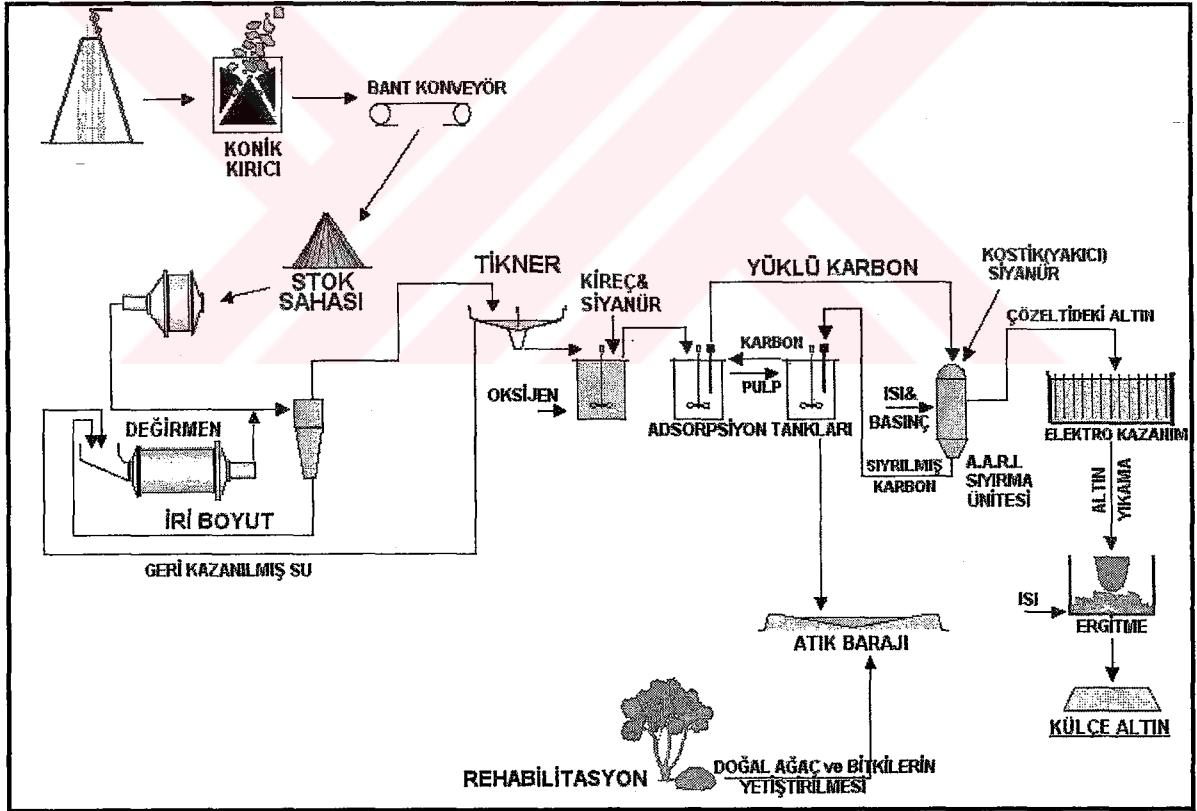 KONİK
KIRICI
BANT KONVEYÖR
STOK
SAHASI
TİKNER
KİREÇ&
SİYANÜR
OKSİJEN
YÜKLÜ KARBON
KARBON
PULP
ADSORPSİYON TANKLARI
KOSTİK(YAKICI)
SİYANÜR
ÇÖZELTİDEKİ ALTIN
ISI&
BASINÇ
SIYRILMIŞ
KARBON
A.A.R.L
SIYIRMA
ÜNİTESİ
ELEKTRO KAZANIM
ALTIN
YIKAMA
DEĞİRMEN
İRİ BOYUT
GERİ KAZANILMIŞ SU
ISI
ERGİTME
KÜLÇE ALTIN
ATIK BARAJI
REHABİLİTASYON
DOĞAL AĞAÇ ve BİTKİLERİN
YETİŞTİRİLMESİ